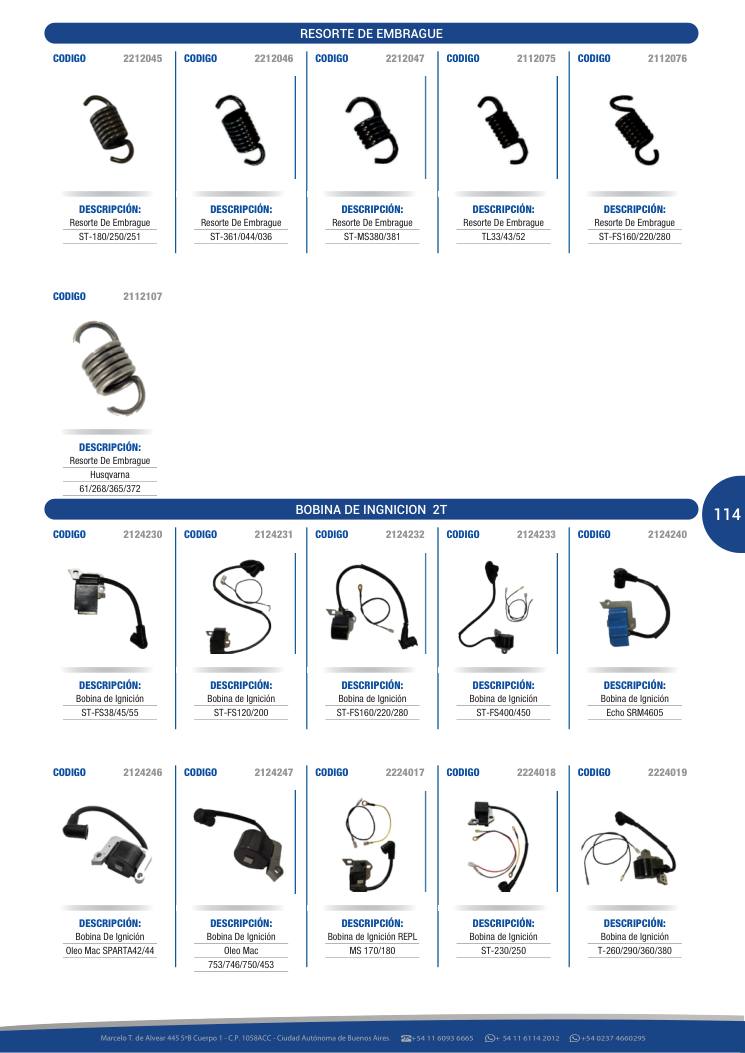 RESORTE DE EMBRAGUE
CODIGO 2212045
DESCRIPCIÓN:
Resorte De Embrague
ST-180/250/251
CODIGO 2212046
DESCRIPCIÓN:
Resorte De Embrague
ST-361/044/036
CODIGO 2212047
DESCRIPCIÓN:
Resorte De Embrague
ST-MS380/381
CODIGO 2112075
DESCRIPCIÓN:
Resorte De Embrague
TL33/43/52
CODIGO 2112076
DESCRIPCIÓN:
Resorte De Embrague
ST-FS160/220/280
CODIGO 2112107
DESCRIPCIÓN:
Resorte De Embrague
Husqvarna
61/268/365/372
BOBINA DE INGNICION 2T
114
CODIGO 2124230
DESCRIPCIÓN:
Bobina de Ignición
ST-FS38/45/55
CODIGO 2124231
DESCRIPCIÓN:
Bobina de Ignición
ST-FS120/200
CODIGO 2124232
DESCRIPCIÓN:
Bobina de Ignición
ST-FS160/220/280
CODIGO 2124233
DESCRIPCIÓN:
Bobina de Ignición
ST-FS400/450
CODIGO 2124240
DESCRIPCIÓN:
Bobina de Ignición
Echo SRM4605
CODIGO 2124246
DESCRIPCIÓN:
Bobina De Ignición
Oleo Mac SPARTA42/44
CODIGO 2124247
DESCRIPCIÓN:
Bobina De Ignición
Oleo Mac
753/746/750/453
CODIGO 2224017
DESCRIPCIÓN:
Bobina de Ignición REPL
MS 170/180
CODIGO 2224018
DESCRIPCIÓN:
Bobina de Ignición
ST-230/250
CODIGO 2224019
DESCRIPCIÓN:
Bobina De Ignición
T-260/290/360/380
Marcelo T. de Alvear 445 5ºB Cuerpo 1 - C.P. 1058ACC - Ciudad Autónoma de Buenos Aires. +54 11 6093 6665 + 54 11 6114 2012 +54 0237 4660295